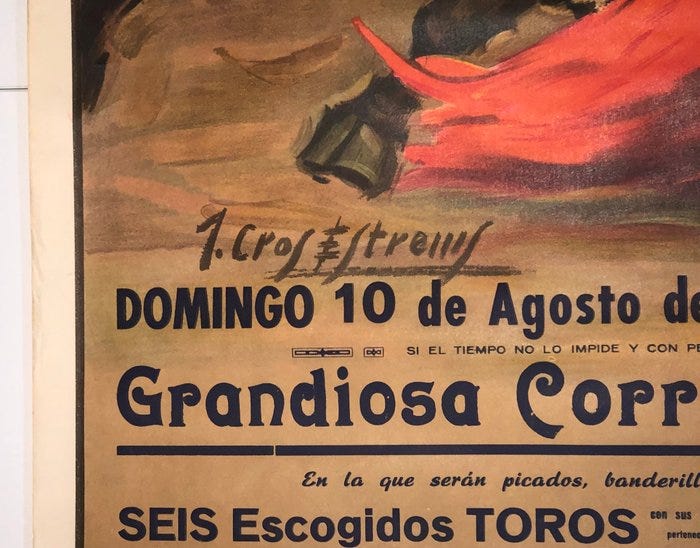 J. Cros Estrems
DOMINGO 10 de Agosto de
SI EL TIEMPO NO LO IMPIDE Y CON PE
Grandiosa Corr
En la que serán picados, banderill
SEIS Escogidos TOROS con sus
pertene